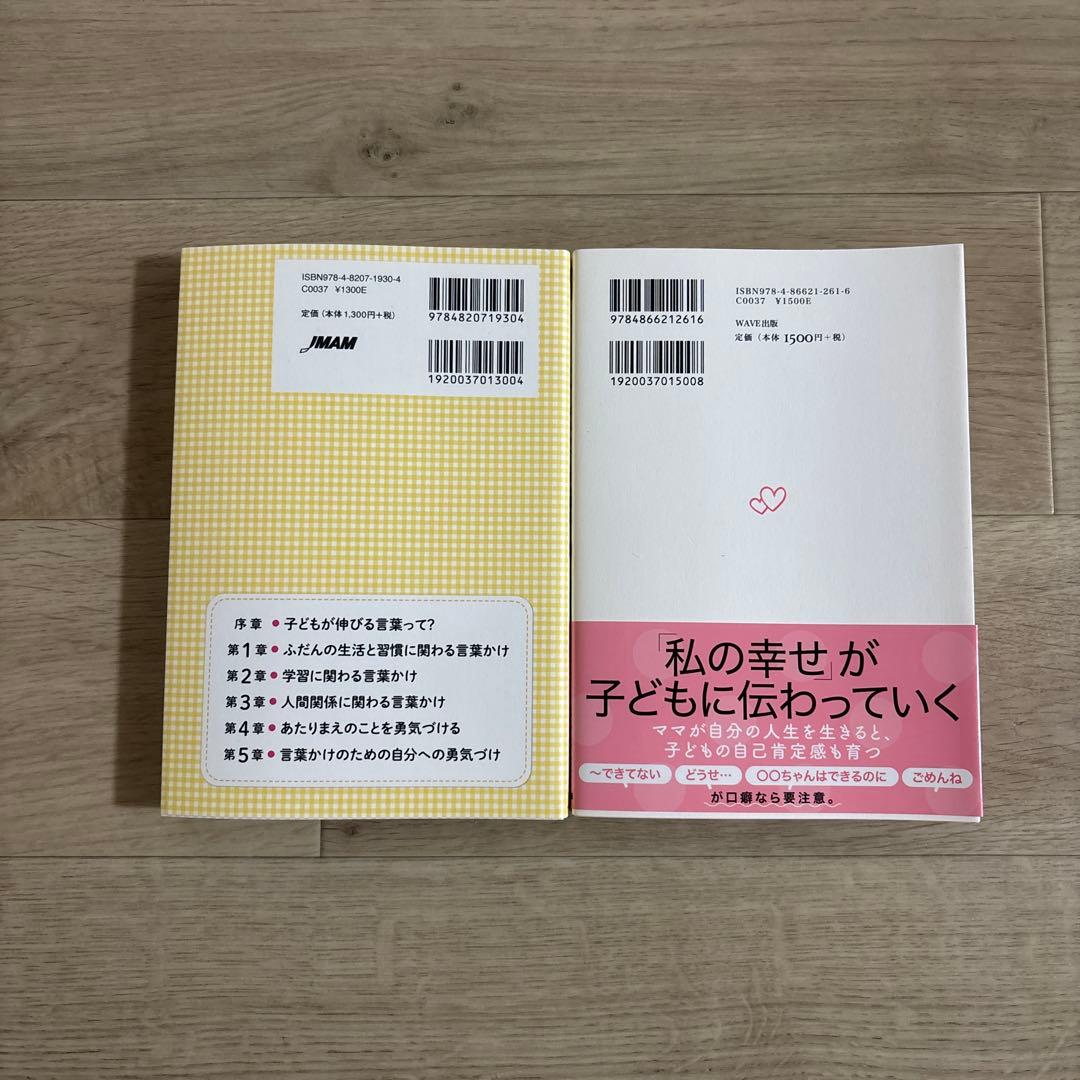 ISBN978-4-8207-1930-4
C0037 ¥1300E
定価（本体1,300円+税）
JMAM
9784820719304
1920037013004
序章 ● 子どもが伸びる言葉って?
第1章 ● ふだんの生活と習慣に関わる言葉かけ
第2章 ● 学習に関わる言葉かけ
第3章 ● 人間関係に関わる言葉かけ
第4章 ● あたりまえのことを勇気づける
第5章 ● 言葉かけのための自分への勇気づけ
9784866212616
1920037015008
ISBN978-4-86621-261-6
C0037 ¥1500E
WAVE出版
定価（本体1500円+税）
「私の幸せ」が
子どもに伝わっていく
ママが自分の人生を生きると、
子どもの自己肯定感も育つ
〜できてない どうせ… 〇〇ちゃんはできるのに ごめんね
が口癖なら要注意。